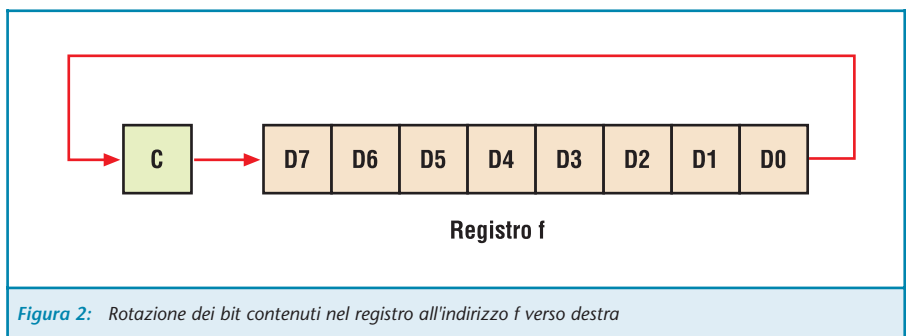 C D7 D6 D5 D4 D3 D2 D1 D0
Registro f
Figura 2: Rotazione dei bit contenuti nel registro all'indirizzo f verso destra